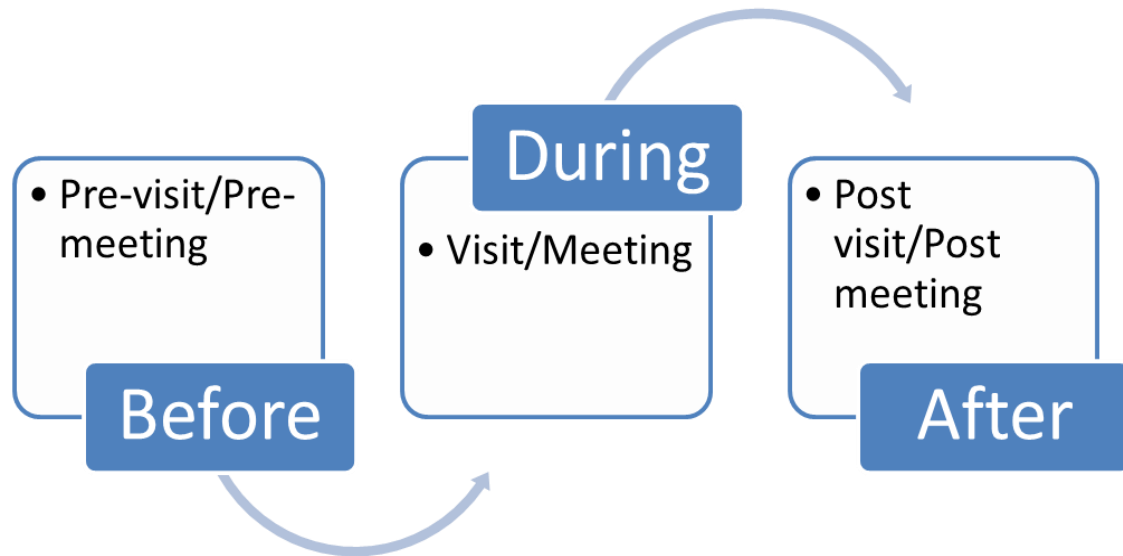 • Pre-visit/Pre-
meeting
Before
During
• Visit/Meeting
• Post
visit/Post
meeting
After